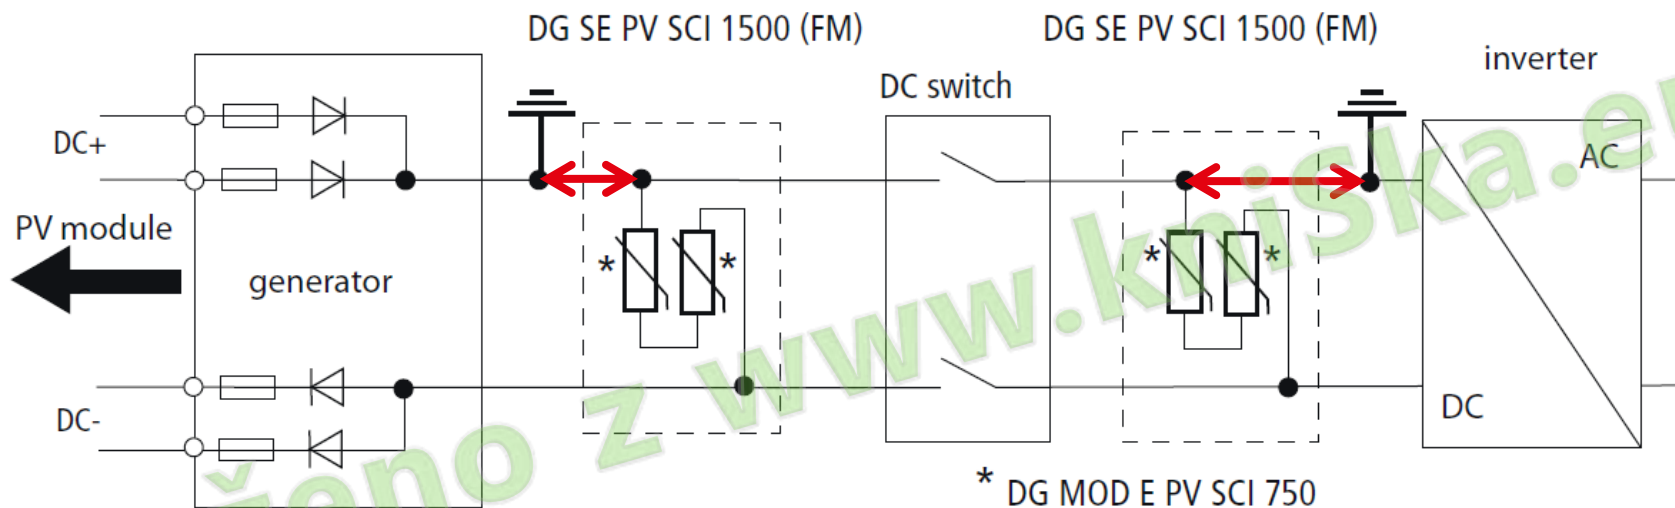 DG SE PV SCI 1500 (FM)
DG SE PV SCI 1500 (FM)
inverter
DC switch
DC+
AC
PV module
generator
*
*
*
*
DC-
DC
* DG MOD E PV SCI 750
ženo z www.kniska.eu